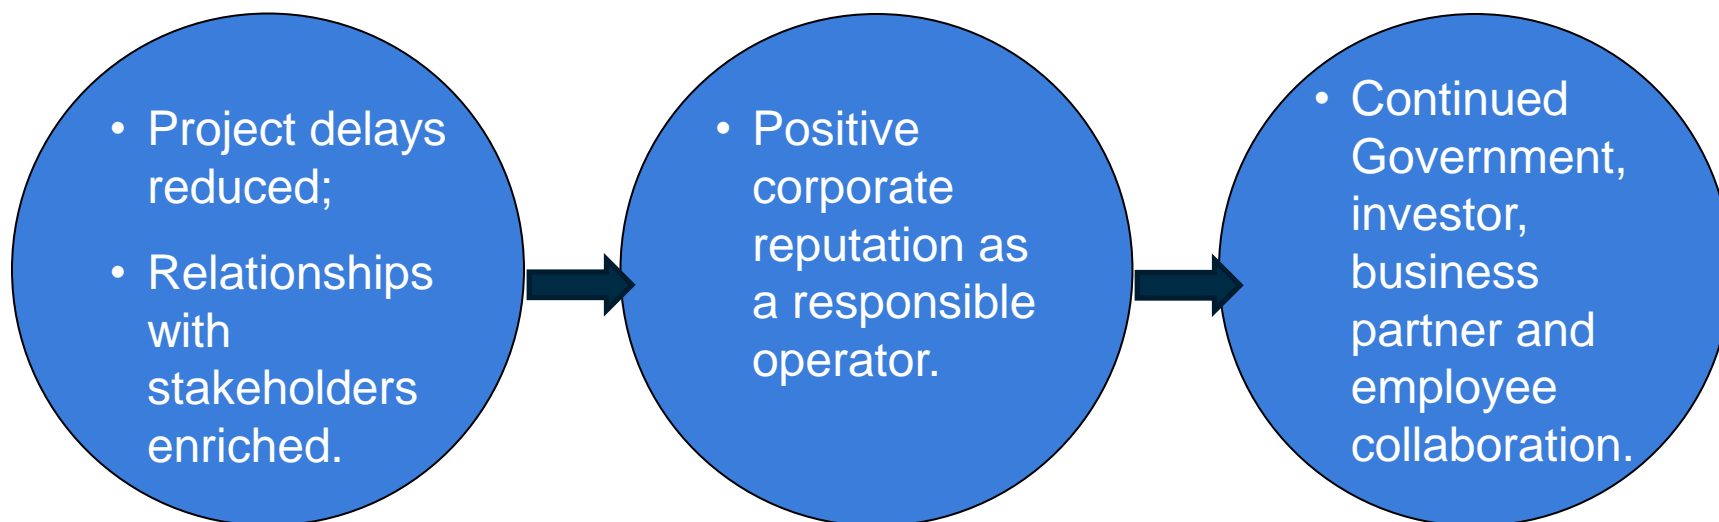 • Project delays
reduced;
• Relationships
with
stakeholders
enriched.
• Positive
corporate
reputation as
a responsible
operator.
• Continued
Government,
investor,
business
partner and
employee
collaboration.